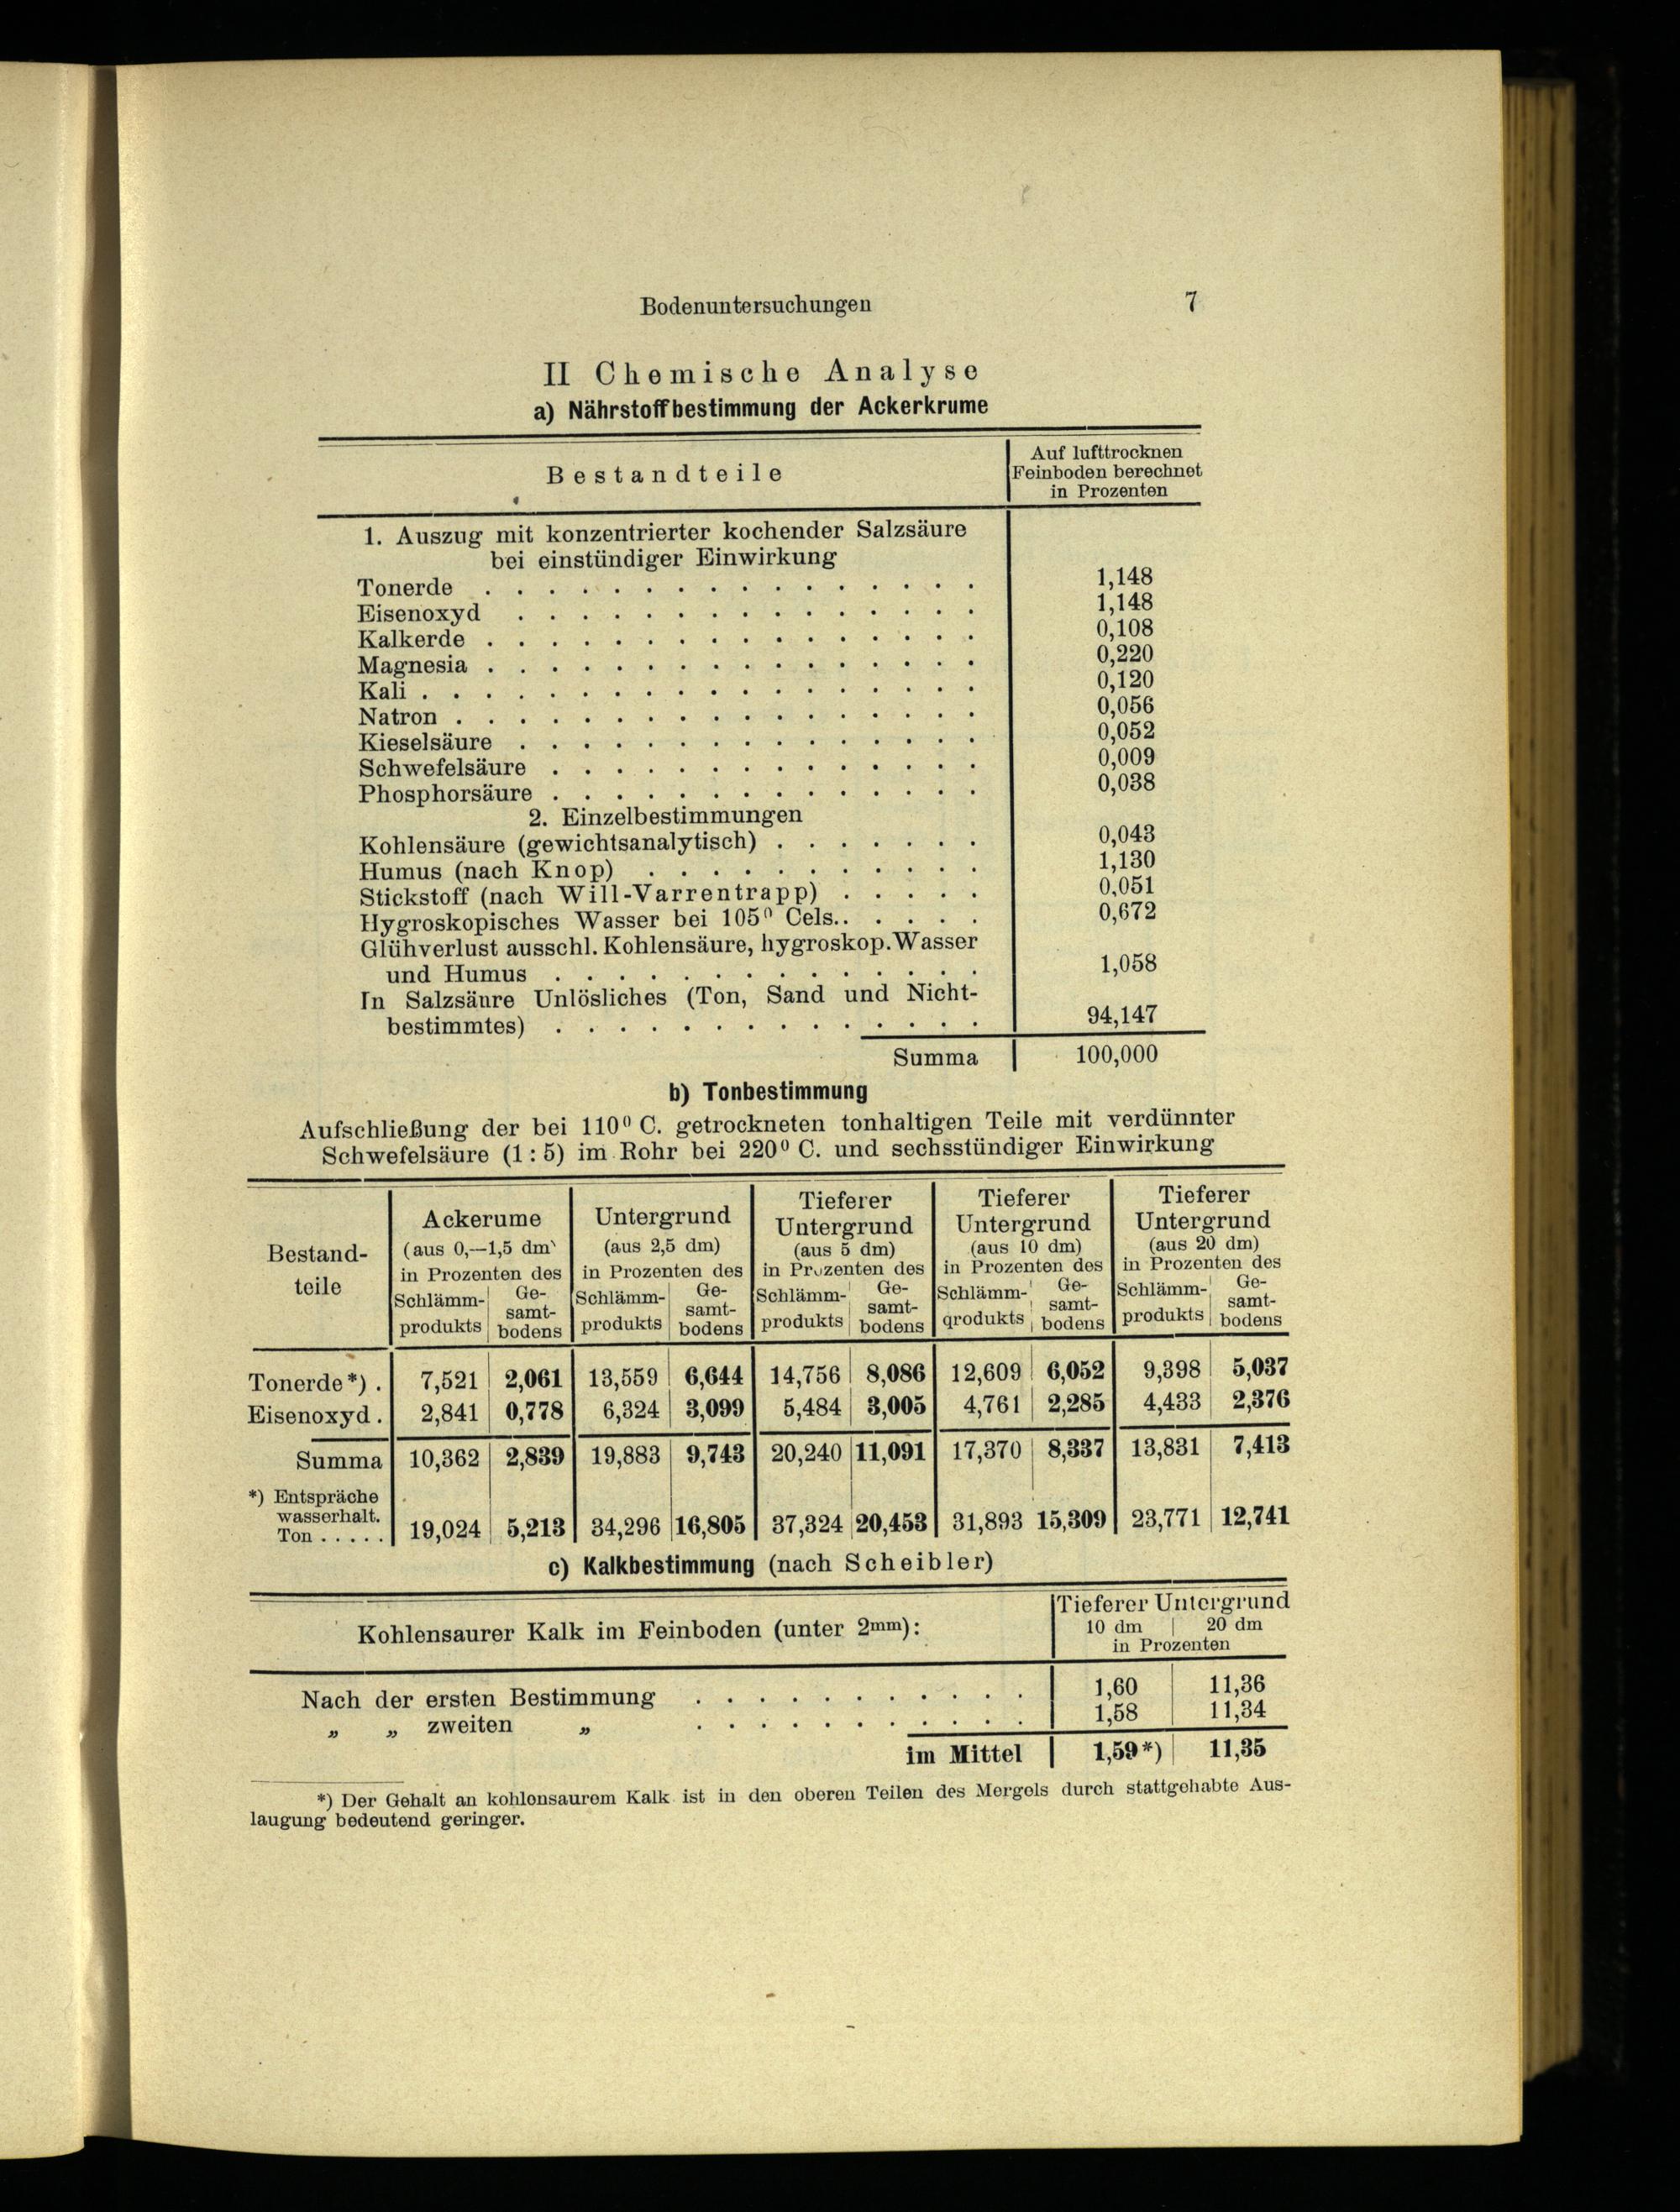 Bodenuntersuchungen 7
II Chemische Analyse
a) Nährstoffbestimmung der Ackerkrume
Bestandteile
Auf lufttrocknen
Feinboden berechnet
in Prozenten
1. Auszug mit konzentrierter kochender Salzsäure
bei einstündiger Einwirkung
Tonerde . . . . . . . . . . . . . . . . 1,148
Eisenoxyd . . . . . . . . . . . . . . . 1,148
Kalkerde . . . . . . . . . . . . . . . . 0,108
Magnesia . . . . . . . . . . . . . . . . 0,220
Kali . . . . . . . . . . . . . . . . . . 0,120
Natron . . . . . . . . . . . . . . . . . 0,056
Kieselsäure . . . . . . . . . . . . . . . 0,052
Schwefelsäure . . . . . . . . . . . . . . 0,009
Phosphorsäure . . . . . . . . . . . . . . 0,038
2. Einzelbestimmungen
Kohlensäure (gewichtsanalytisch) . . . . . . . 0,043
Humus (nach Knop) . . . . . . . . . . . 1,130
Stickstoff (nach Will-Varrentrapp) . . . . . 0,051
Hygroskopisches Wasser bei 105⁰ Cels. . . . . . 0,672
Glühverlust ausschl. Kohlensäure, hygroskop. Wasser
und Humus . . . . . . . . . . . . . . 1,058
In Salzsäure Unlösliches (Ton, Sand und Nicht-
bestimmtes) . . . . . . . . . . . . . . 94,147
Summa 100,000
b) Tonbestimmung
Aufschließung der bei 110⁰ C. getrockneten tonhaltigen Teile mit verdünnter
Schwefelsäure (1:5) im Rohr bei 220⁰ C. und sechsstündiger Einwirkung
Bestand-
teile
Ackerume
(aus 0,—1,5 dm
in Prozenten des
Schlämm-
produkts
Ge-
samt-
bodens
Untergrund
(aus 2,5 dm)
in Prozenten des
Schlämm-
produkts
Ge-
samt-
bodens
Tieferer
Untergrund
(aus 5 dm)
in Prozenten des
Schlämm-
produkts
Ge-
samt-
bodens
Tieferer
Untergrund
(aus 10 dm)
in Prozenten des
Schlämm-
qrodukts
Ge-
samt-
bodens
Tieferer
Untergrund
(aus 20 dm)
in Prozenten des
Schlämm-
produkts
Ge-
samt-
bodens
Tonerde*) . 7,521 2,061 13,559 6,644 14,756 8,086 12,609 6,052 9,398 5,037
Eisenoxyd . 2,841 0,778 6,324 3,099 5,484 3,005 4,761 2,285 4,433 2,376
Summa 10,362 2,839 19,883 9,743 20,240 11,091 17,370 8,337 13,831 7,413
*) Entspräche
wasserhalt.
Ton . . . . . 19,024 5,213 34,296 16,805 37,324 20,453 31,893 15,309 23,771 12,741
c) Kalkbestimmung (nach Scheibler)
Kohlensaurer Kalk im Feinboden (unter 2mm):
Tieferer Untergrund
10 dm 20 dm
in Prozenten
Nach der ersten Bestimmung . . . . . . . . . . . 1,60 11,36
„ „ zweiten „ . . . . . . . . . . . 1,58 11,34
im Mittel 1,59*) 11,35
*) Der Gehalt an kohlensaurem Kalk ist in den oberen Teilen des Mergels durch stattgehabte Aus-
laugung bedeutend geringer.